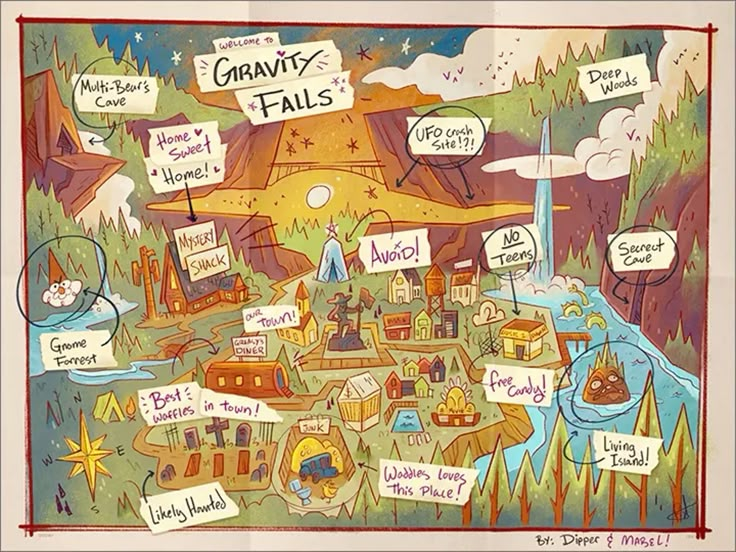 WELCOME TO
GRAVITY
FALLS
Multi-Bear's
Cave
Deep
Woods
Home
Sweet
Home!
UFO crash
Site!?!
MYSTERY
SHACK
AVOID!
NO
Teens
Secrect
Cave
Gnome
Forrest
our
town!
GREASY'S
DINER
Best
waffles in town!
free
Candy!
JUNK
MOVIE
Living
Island!
Waddles loves
This Place!
Likely Haunted
W
N
E
S
BY: Dipper & MABEL!